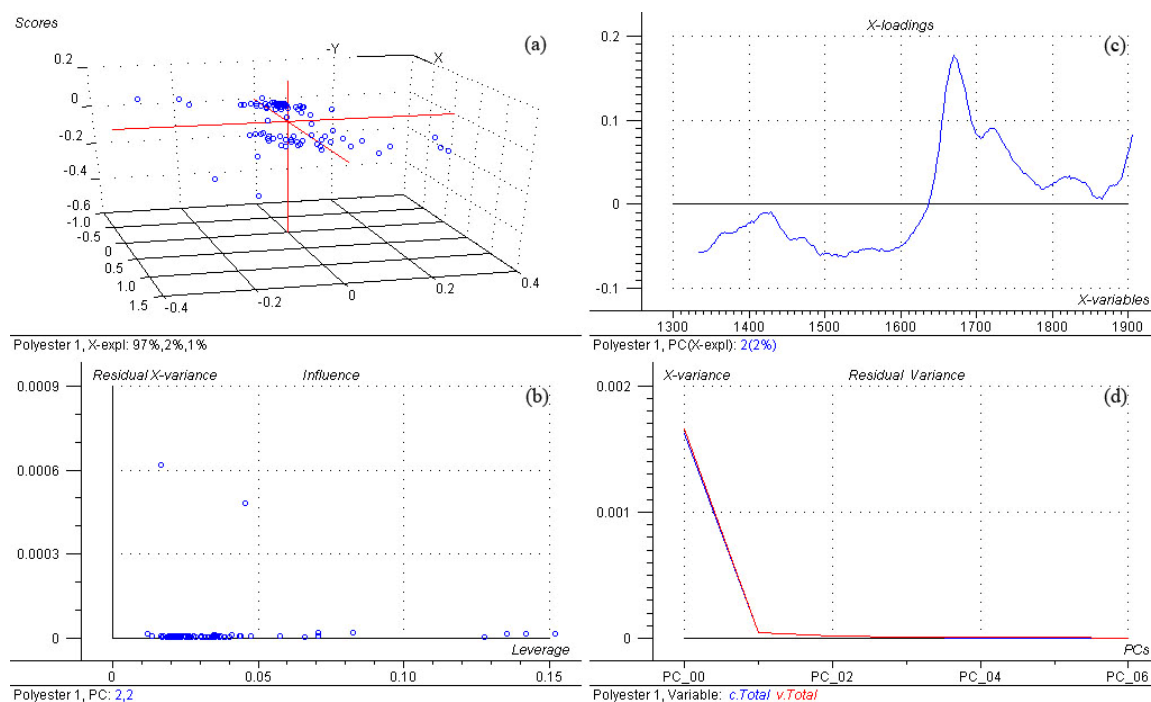 Scores
(a)
-Y
X
0.2
0
-0.2
-0.4
-0.6
-1.0
-0.5
0
0.5
1.0
1.5
-0.4
-0.2
0
0.2
0.4
Polyester 1, X-expl: 97%,2%,1%
X-loadings
(c)
0.2
0.1
0
-0.1
X-variables
1300 1400 1500 1600 1700 1800 1900
Polyester 1, PC(X-expl): 2(2%)
Residual X-variance Influence
(b)
0.0009
0.0006
0.0003
0
Leverage
0 0.05 0.10 0.15
Polyester 1, PC: 2,2
X-variance Residual Variance
(d)
0.002
0.001
0
PCs
PC_00 PC_02 PC_04 PC_06
Polyester 1, Variable: c.Total v.Total